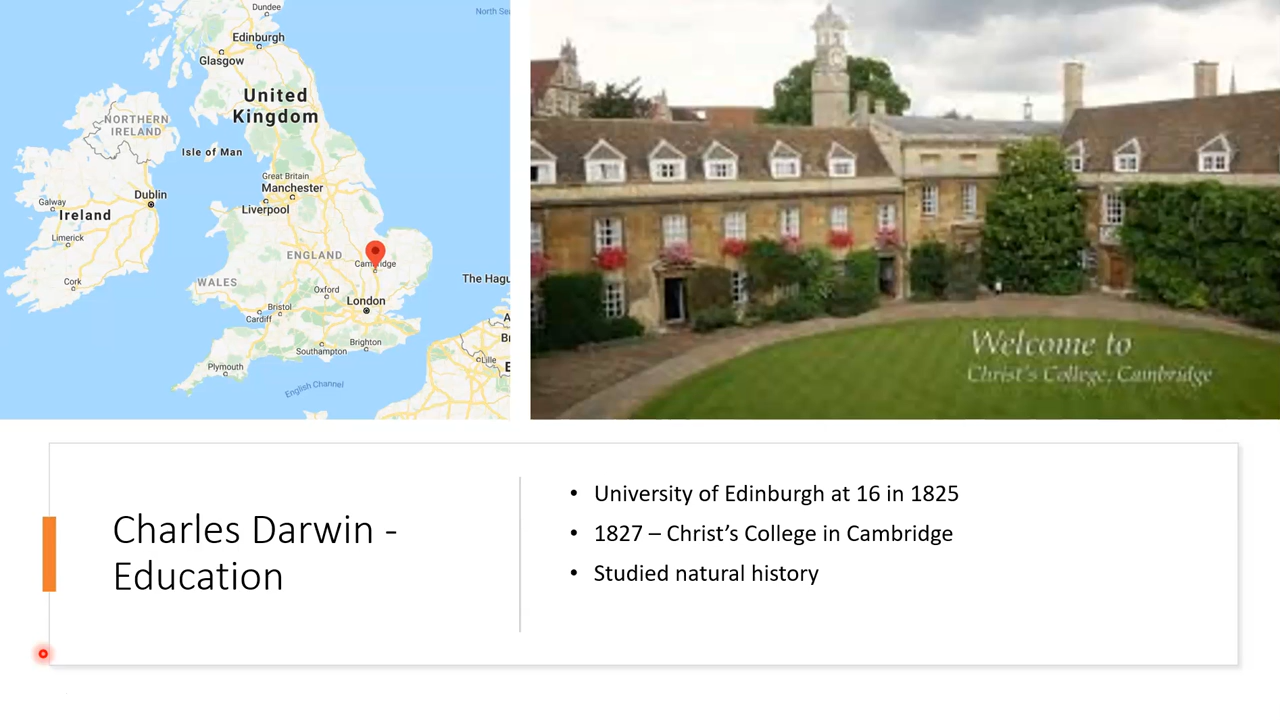 North Sea
Dundee
Edinburgh
Glasgow
United
Kingdom
NORTHERN
IRELAND
Isle of Man
Great Britain
Manchester
Dublin
Galway
Ireland
Liverpool
Limerick
ENGLAND
Cambridge
Cork
WALES
The Hagu
Oxford
London
Bristol
Cardiff
Brighton
Southampton
Lille
Plymouth
English Channel
Welcome to
Christ's College, Cambridge
Charles Darwin -
Education
• University of Edinburgh at 16 in 1825
• 1827 – Christ’s College in Cambridge
• Studied natural history